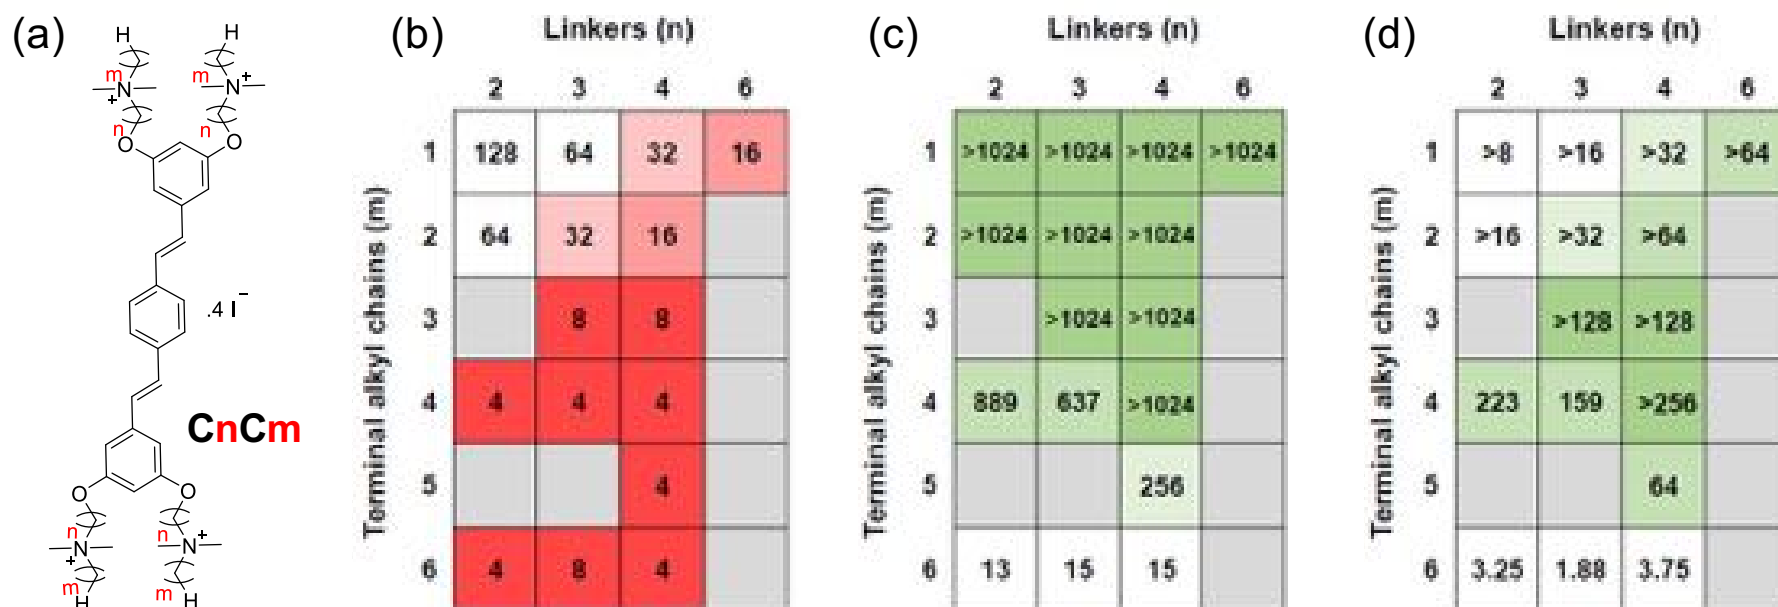 (a)
H
H
m
m
N
+
N
+
n
n
O
O
.4 I⁻
CnCm
O
O
n
n
N
+
N
+
m
m
H
H
(b)
Linkers (n)
2 3 4 6
Terminal alkyl chains (m)
1 128 64 32 16
2 64 32 16
3 8 8
4 4 4 4
5 4
6 4 8 4
(c)
Linkers (n)
2 3 4 6
Terminal alkyl chains (m)
1 >1024 >1024 >1024 >1024
2 >1024 >1024 >1024
3 >1024 >1024
4 889 637 >1024
5 256
6 13 15 15
(d)
Linkers (n)
2 3 4 6
Terminal alkyl chains (m)
1 >8 >16 >32 >64
2 >16 >32 >64
3 >128 >128
4 223 159 >256
5 64
6 3.25 1.88 3.75